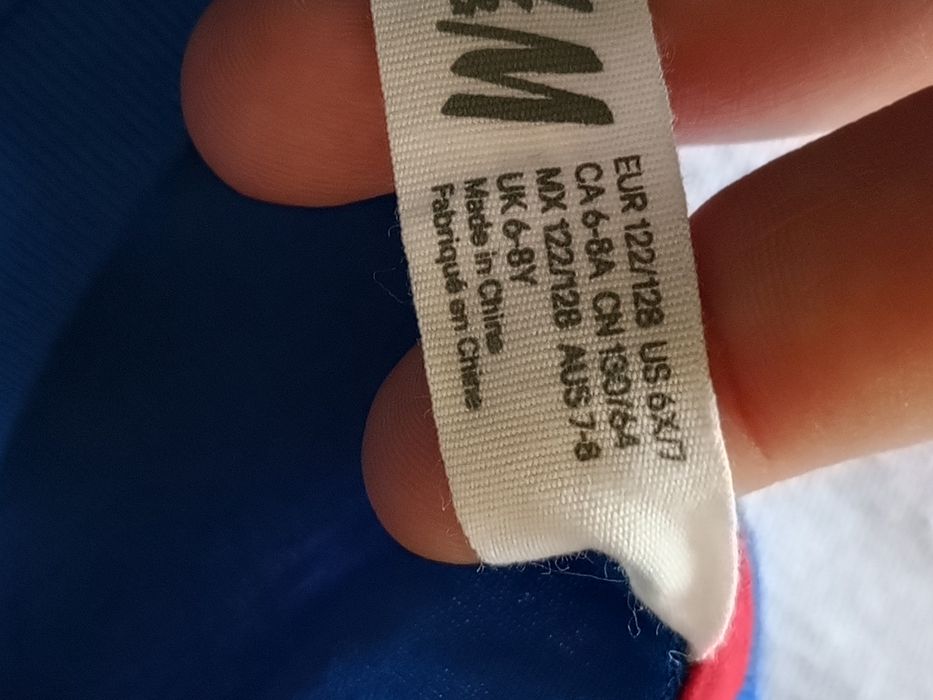 &M
EUR 122/128 US 6X/7
CA 6-8A CN 130/64
MX 122/128 AUS 7-8
UK 6-8Y
Made in China
Fabriqué en Chine